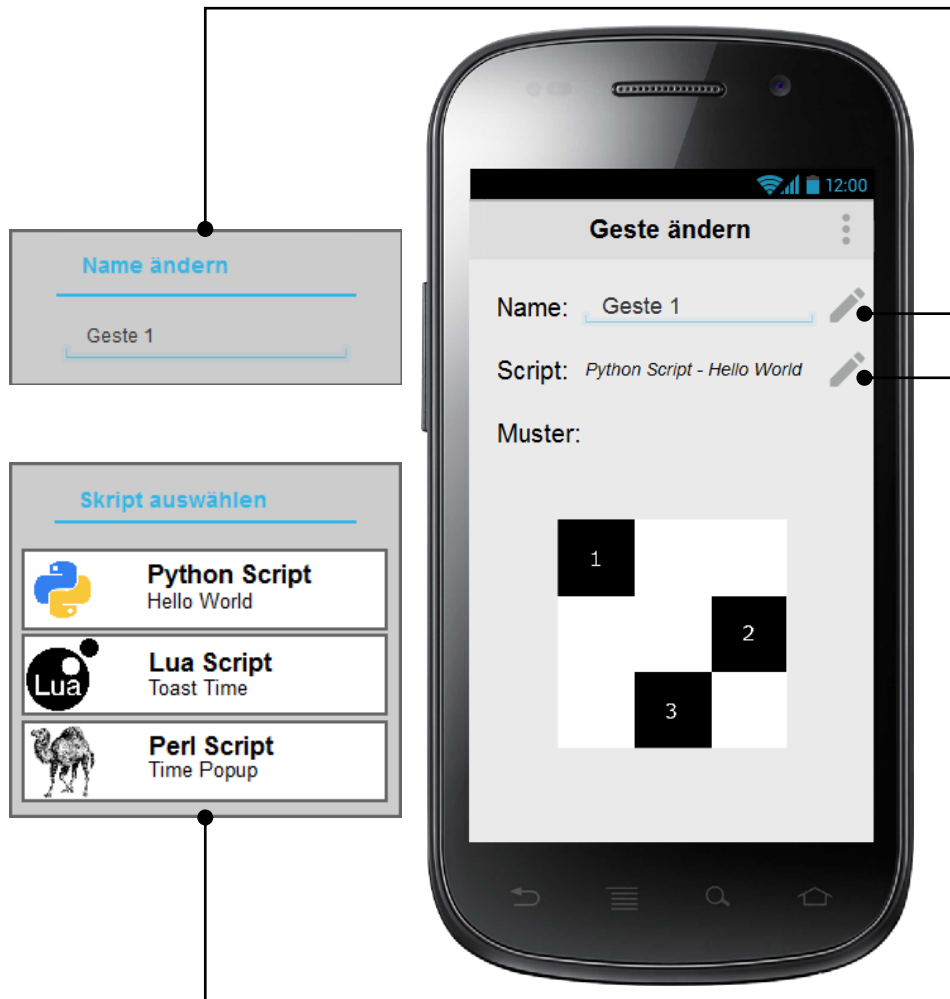 12:00
Geste ändern
Name: Geste 1
Script: Python Script - Hello World
Muster:
1
2
3
Name ändern
Geste 1
Skript auswählen
Python Script
Hello World
Lua
Lua Script
Toast Time
Perl Script
Time Popup